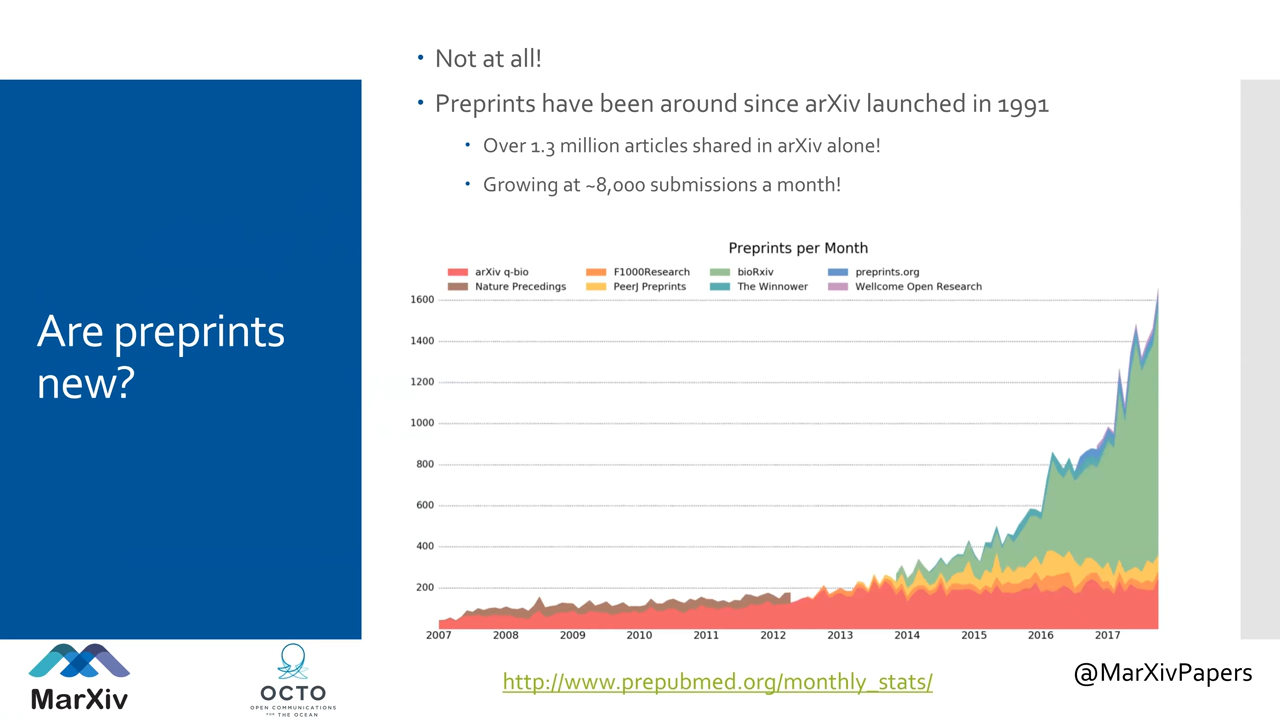 Not at all!
Preprints have been around since arXiv launched in 1991
Over 1.3 million articles shared in arXiv alone!
Growing at ~8,000 submissions a month!
Are preprints
new?
Preprints per Month
arXiv q-bio
F1000Research
bioRxiv
preprints.org
Nature Precedings
PeerJ Preprints
The Winnower
Wellcome Open Research
1600
1400
1200
1000
800
600
400
200
2007 2008 2009 2010 2011 2012 2013 2014 2015 2016 2017
MarXiv
OCTO
OPEN COMMUNICATIONS
FOR THE OCEAN
http://www.prepubmed.org/monthly_stats/
@MarXivPapers